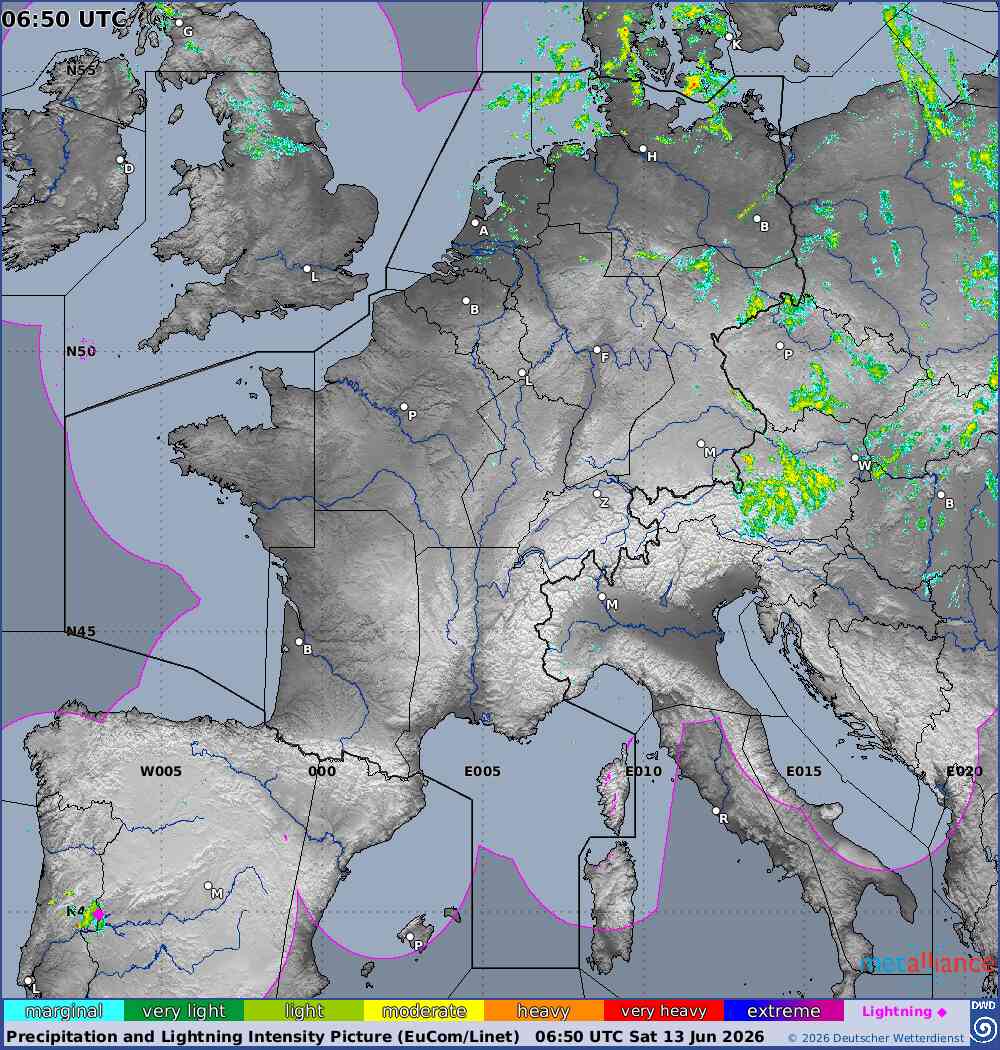 06:50 UTC
G
K
N55
H
D
A
B
L
B
N50
F
P
L
P
M
W
Z
B
M
N45
B
W005
000
E005
E010
E015
E020
R
M
N4
P
L
metalliance
marginal very light light moderate heavy very heavy extreme Lightning ◆
DWD
Precipitation and Lightning Intensity Picture (EuCom/Linet) 06:50 UTC Sat 13 Jun 2026 © 2026 Deutscher Wetterdienst